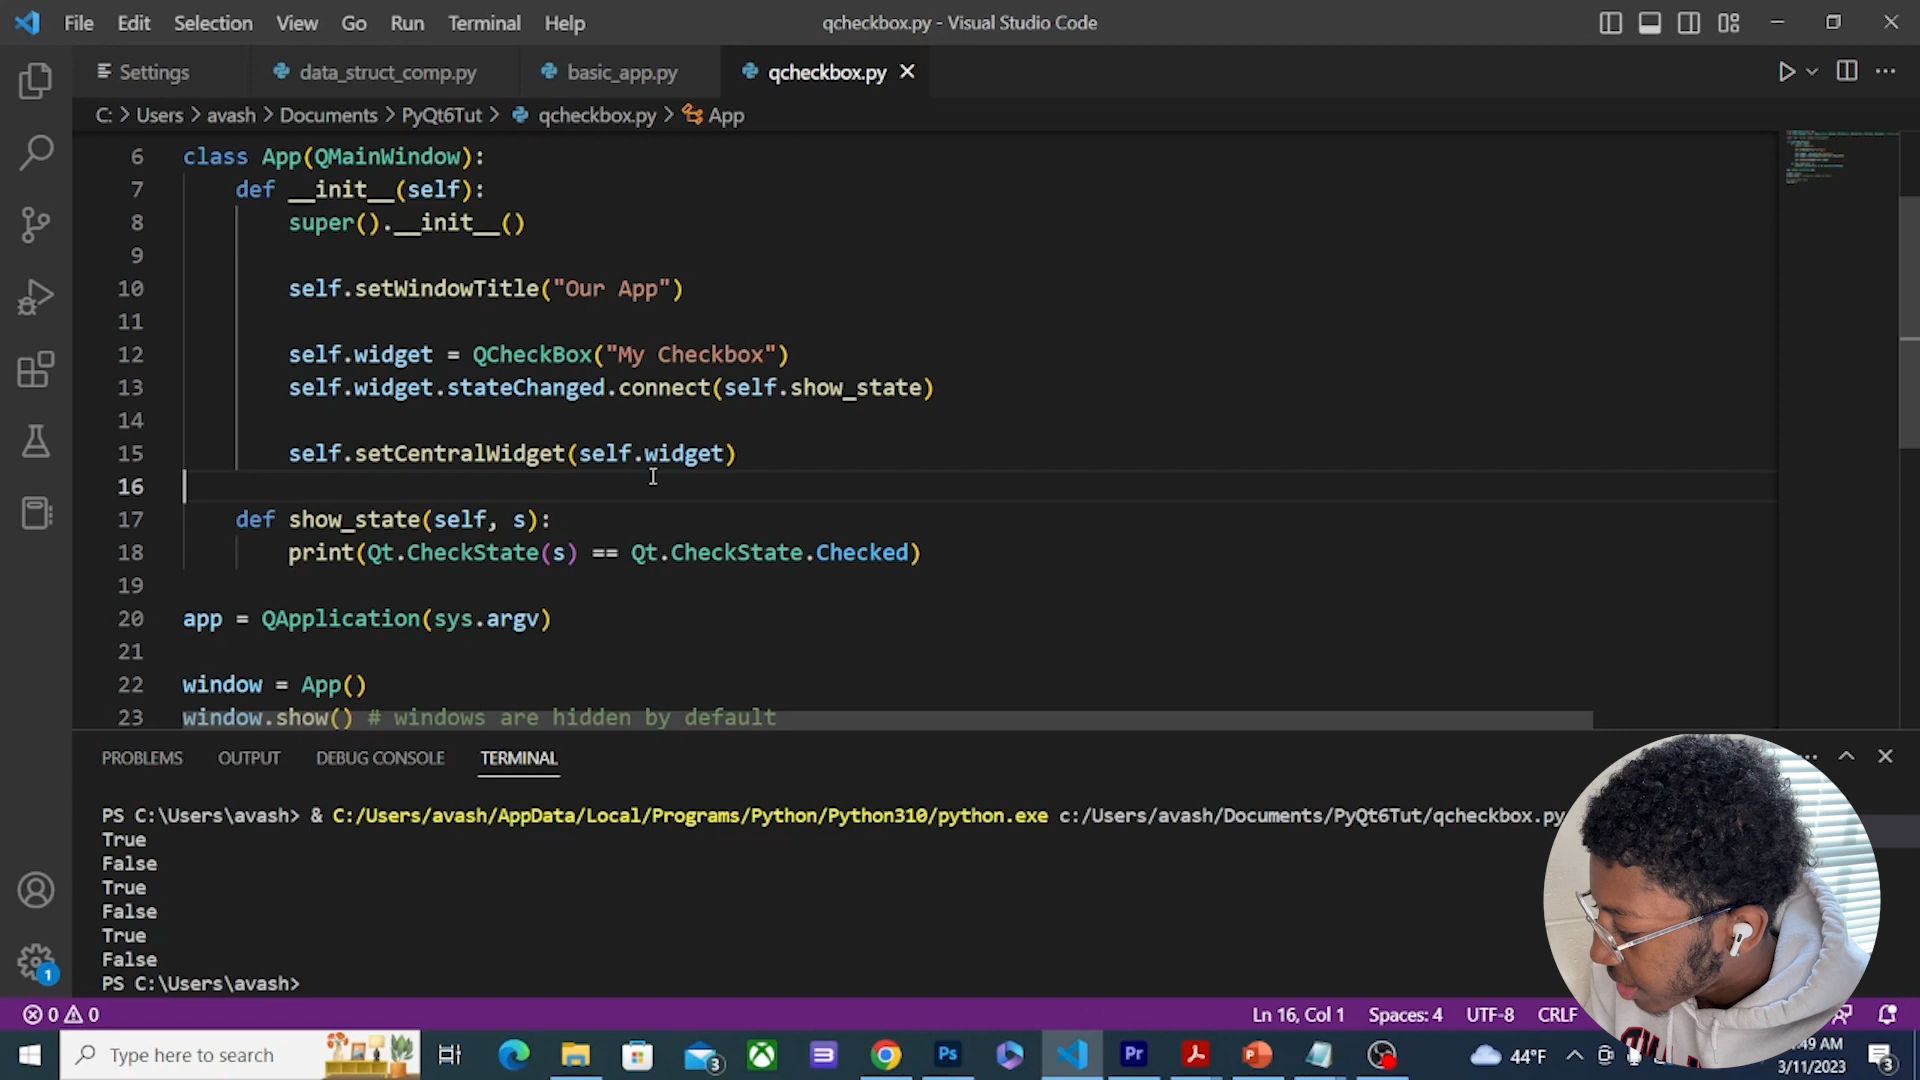 File Edit Selection View Go Run Terminal Help qcheckbox.py - Visual Studio Code
Settings data_struct_comp.py basic_app.py qcheckbox.py
C: > Users > avash > Documents > PyQt6Tut > qcheckbox.py > App
6 class App(QMainWindow):
7 def __init__(self):
8 super().__init__()
9
10 self.setWindowTitle("Our App")
11
12 self.widget = QCheckBox("My Checkbox")
13 self.widget.stateChanged.connect(self.show_state)
14
15 self.setCentralWidget(self.widget)
16
17 def show_state(self, s):
18 print(Qt.CheckState(s) == Qt.CheckState.Checked)
19
20 app = QApplication(sys.argv)
21
22 window = App()
23 window.show() # windows are hidden by default
PROBLEMS OUTPUT DEBUG CONSOLE TERMINAL
PS C:\Users\avash> & C:/Users/avash/AppData/Local/Programs/Python/Python310/python.exe c:/Users/avash/Documents/PyQt6Tut/qcheckbox.py
True
False
True
False
True
False
PS C:\Users\avash>
1
0 0 Ln 16, Col 1 Spaces: 4 UTF-8 CRLF
Type here to search 3 Ps Pr 44°F :49 AM
3/11/2023 3